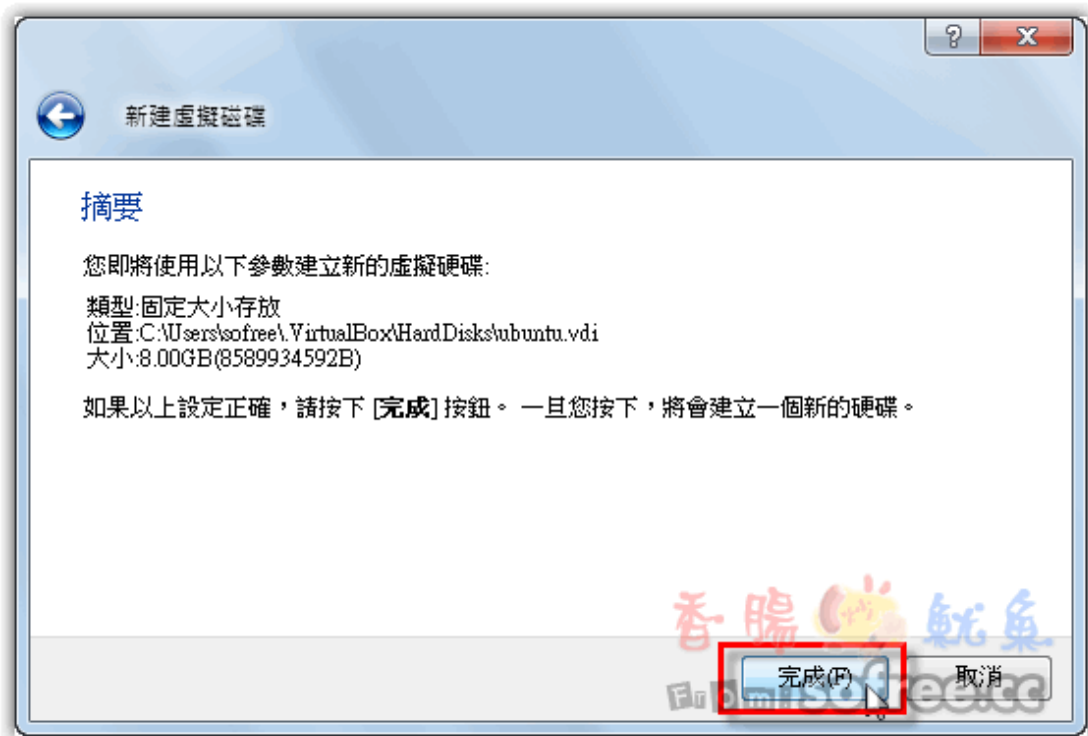 新建虛擬磁碟
摘要
您即將使用以下參數建立新的虛擬硬碟:
類型:固定大小存放
位置:C:\Users\sofree\.VirtualBox\HardDisks\ubuntu.vdi
大小:8.00GB(8589934592B)
如果以上設定正確，請按下 [完成] 按鈕。 一旦您按下，將會建立一個新的硬碟。
香腸炒魷魚
完成(F) 取消
From:sofree.cc